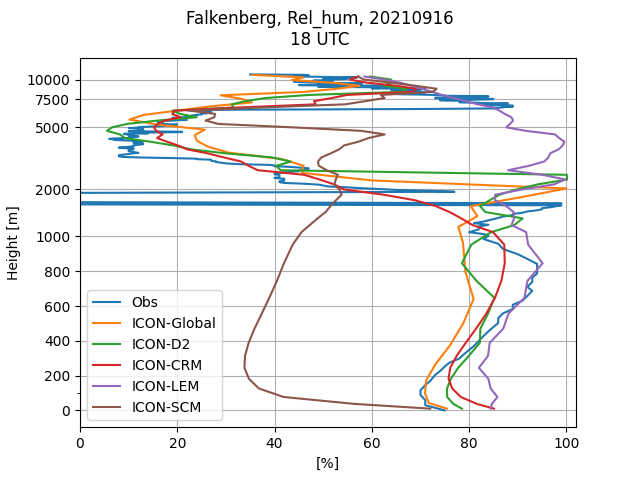 Falkenberg, Rel_hum, 20210916
18 UTC
10000
7500
5000
2000
1000
800
600
400
200
0
Height [m]
Obs
ICON-Global
ICON-D2
ICON-CRM
ICON-LEM
ICON-SCM
0 20 40 60 80 100
[%]